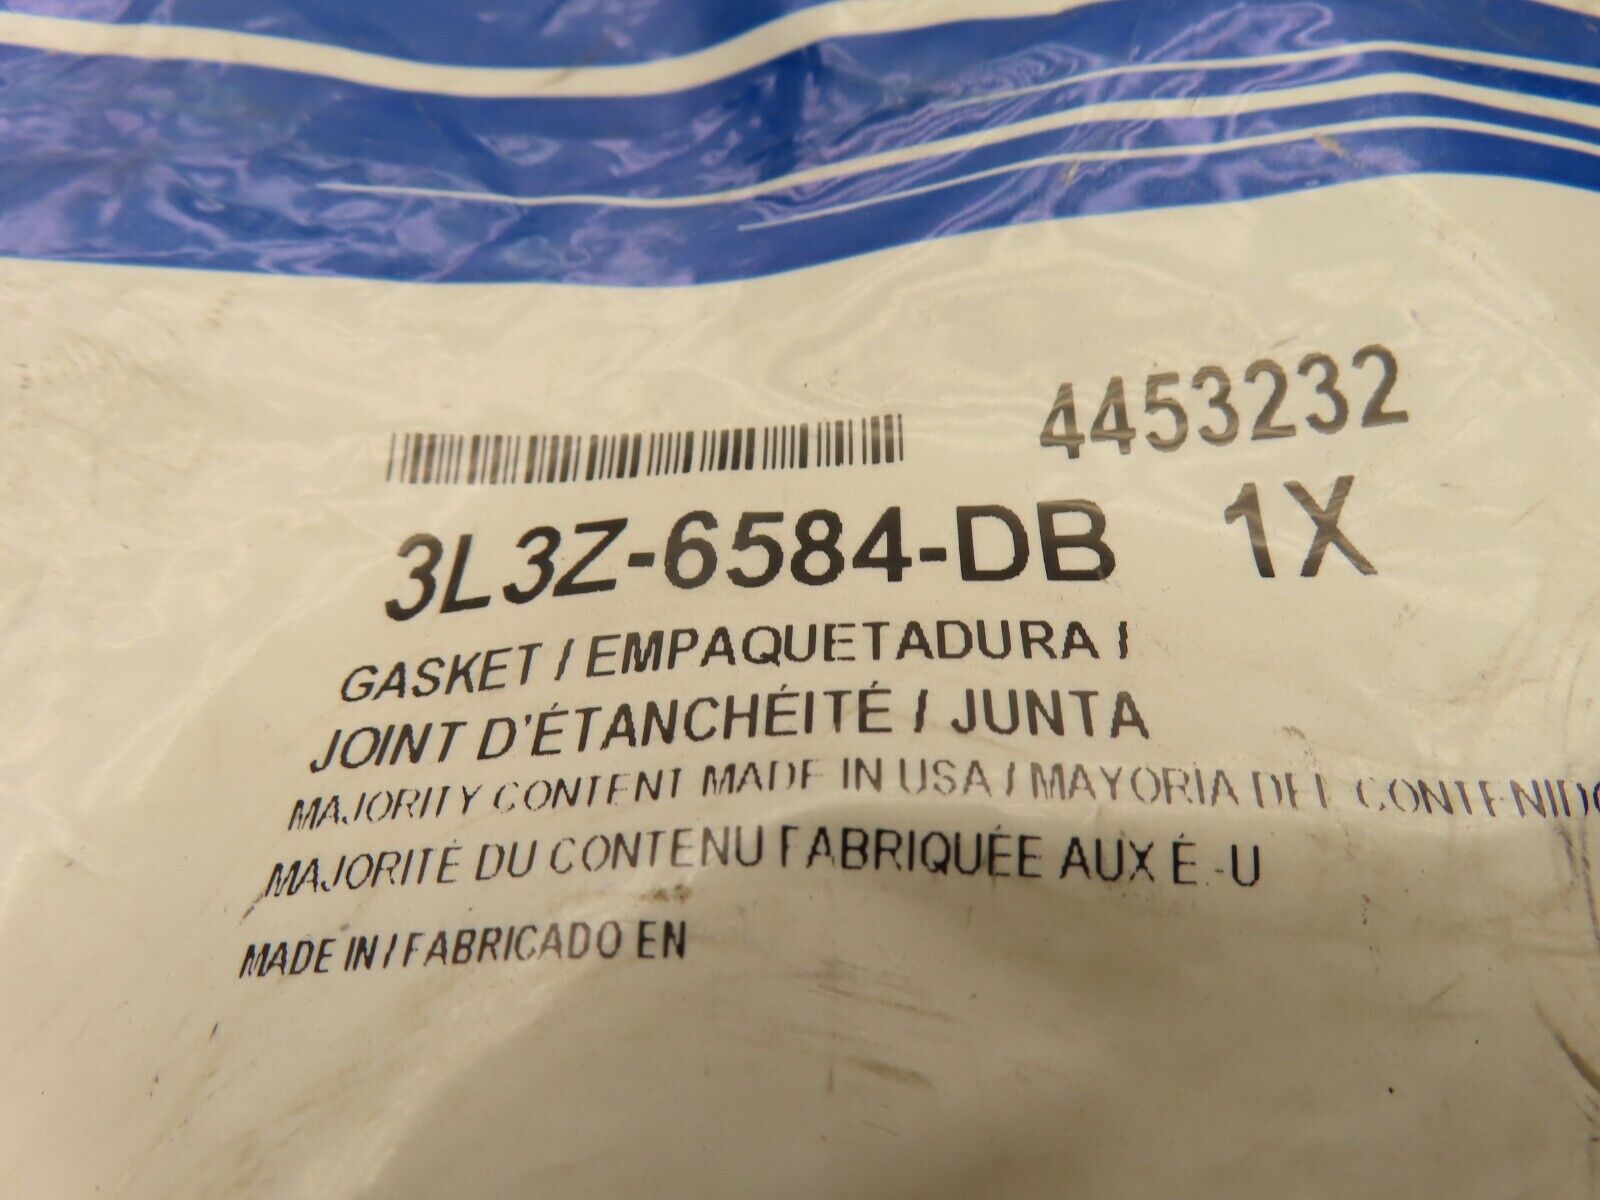 4453232
3L3Z-6584-DB 1X
GASKET / EMPAQUETADURA /
JOINT D'ÉTANCHÉITÉ / JUNTA
MAJORITY CONTENT MADE IN USA / MAYORIA DEL CONTENIDO
MAJORITÉ DU CONTENU FABRIQUÉE AUX É.-U
MADE IN / FABRICADO EN